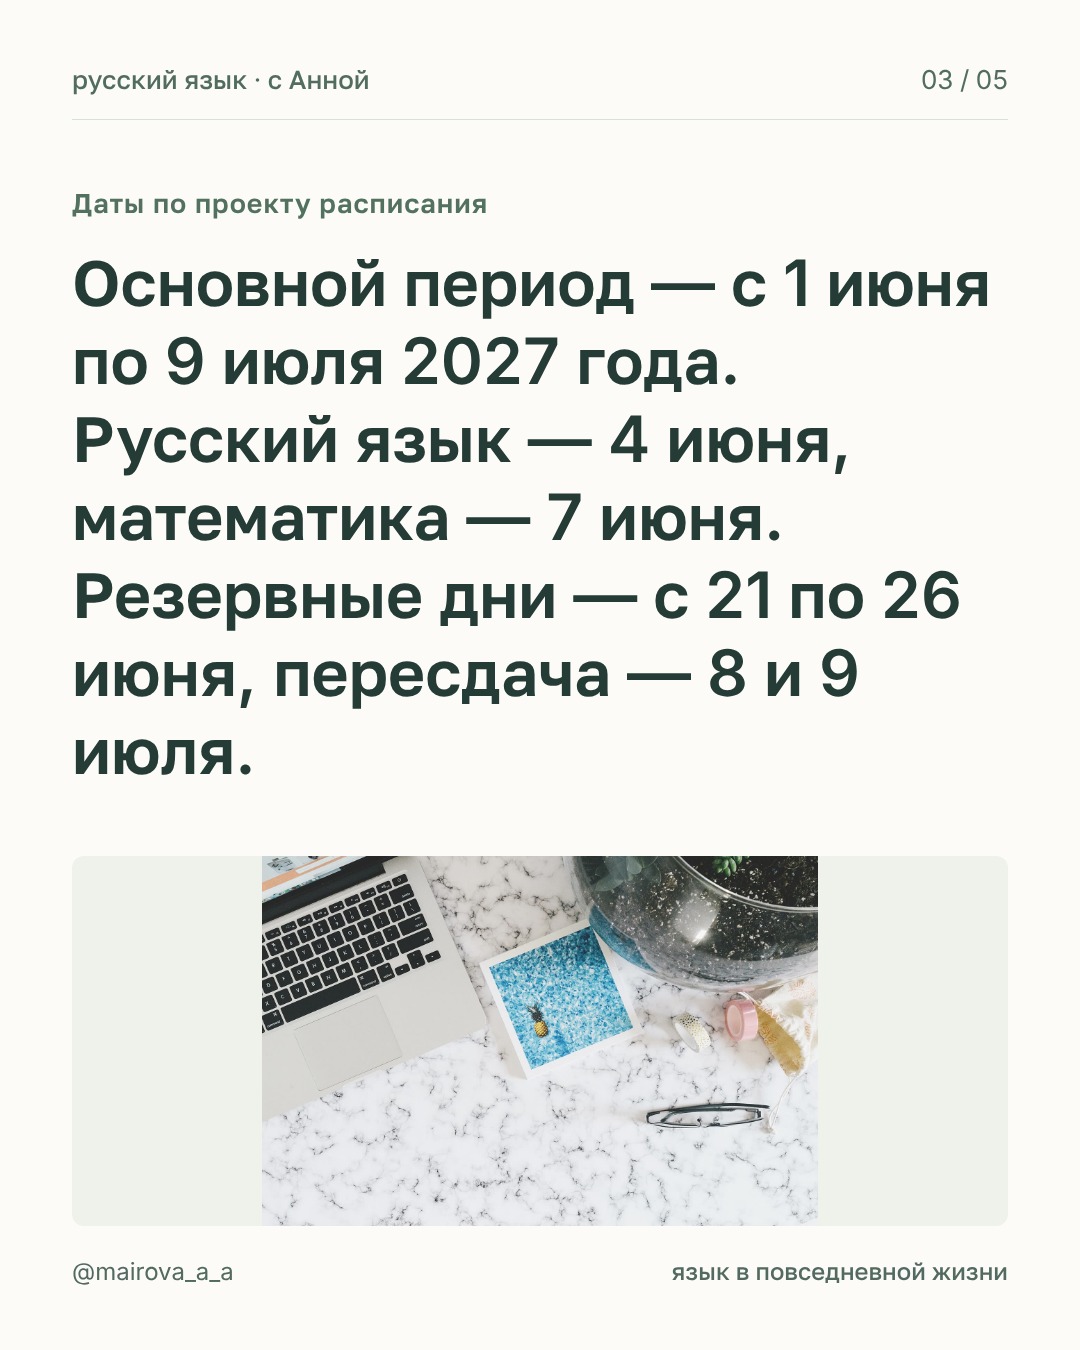 русский язык · с Анной
03 / 05
Даты по проекту расписания
Основной период — с 1 июня
по 9 июля 2027 года.
Русский язык — 4 июня,
математика — 7 июня.
Резервные дни — с 21 по 26
июня, пересдача — 8 и 9
июля.
@mairova_a_a
язык в повседневной жизни